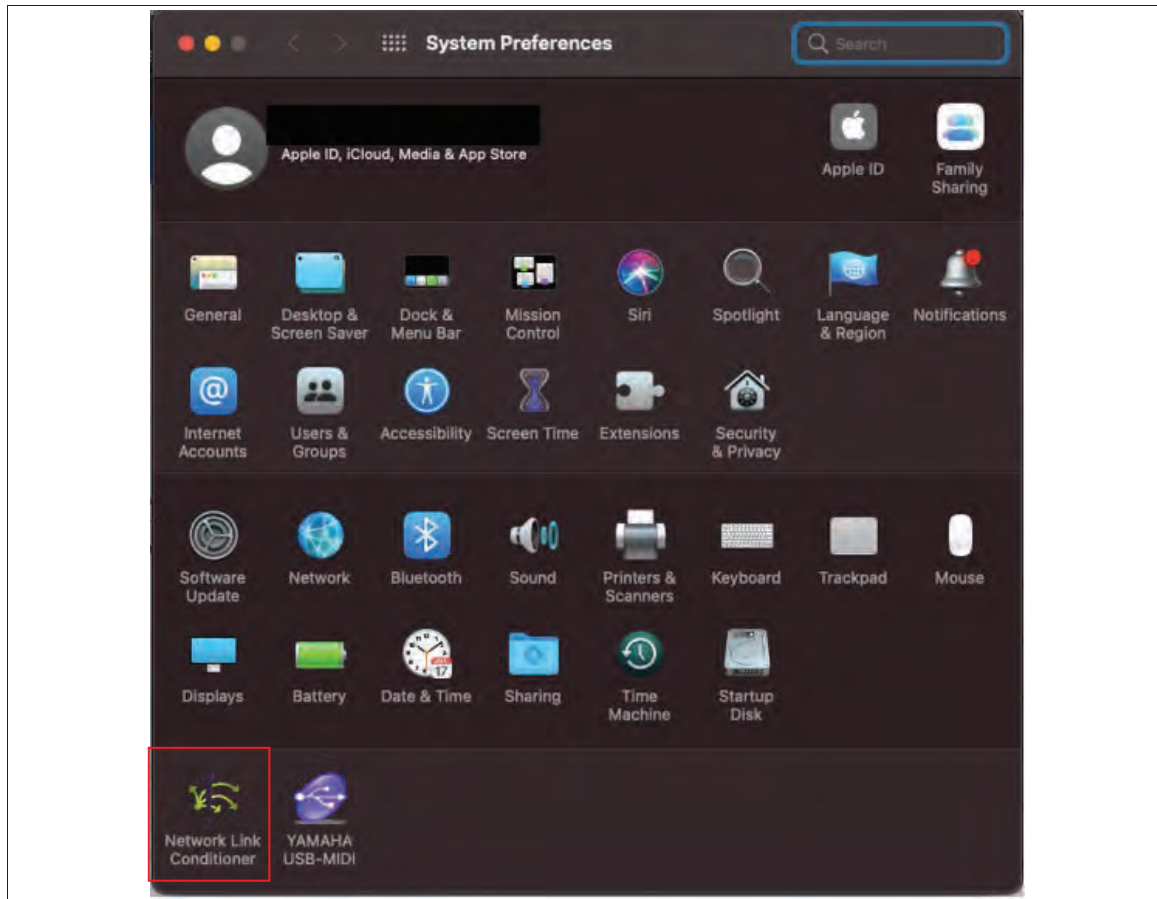 System Preferences
Search
Apple ID, iCloud, Media & App Store
Apple ID
Family
Sharing
General
Desktop &
Screen Saver
Dock &
Menu Bar
Mission
Control
Siri
Spotlight
Language
& Region
Notifications
Internet
Accounts
Users &
Groups
Accessibility
Screen Time
Extensions
Security
& Privacy
Software
Update
Network
Bluetooth
Sound
Printers &
Scanners
Keyboard
Trackpad
Mouse
Displays
Battery
Date & Time
Sharing
Time
Machine
Startup
Disk
Network Link
Conditioner
YAMAHA
USB-MIDI